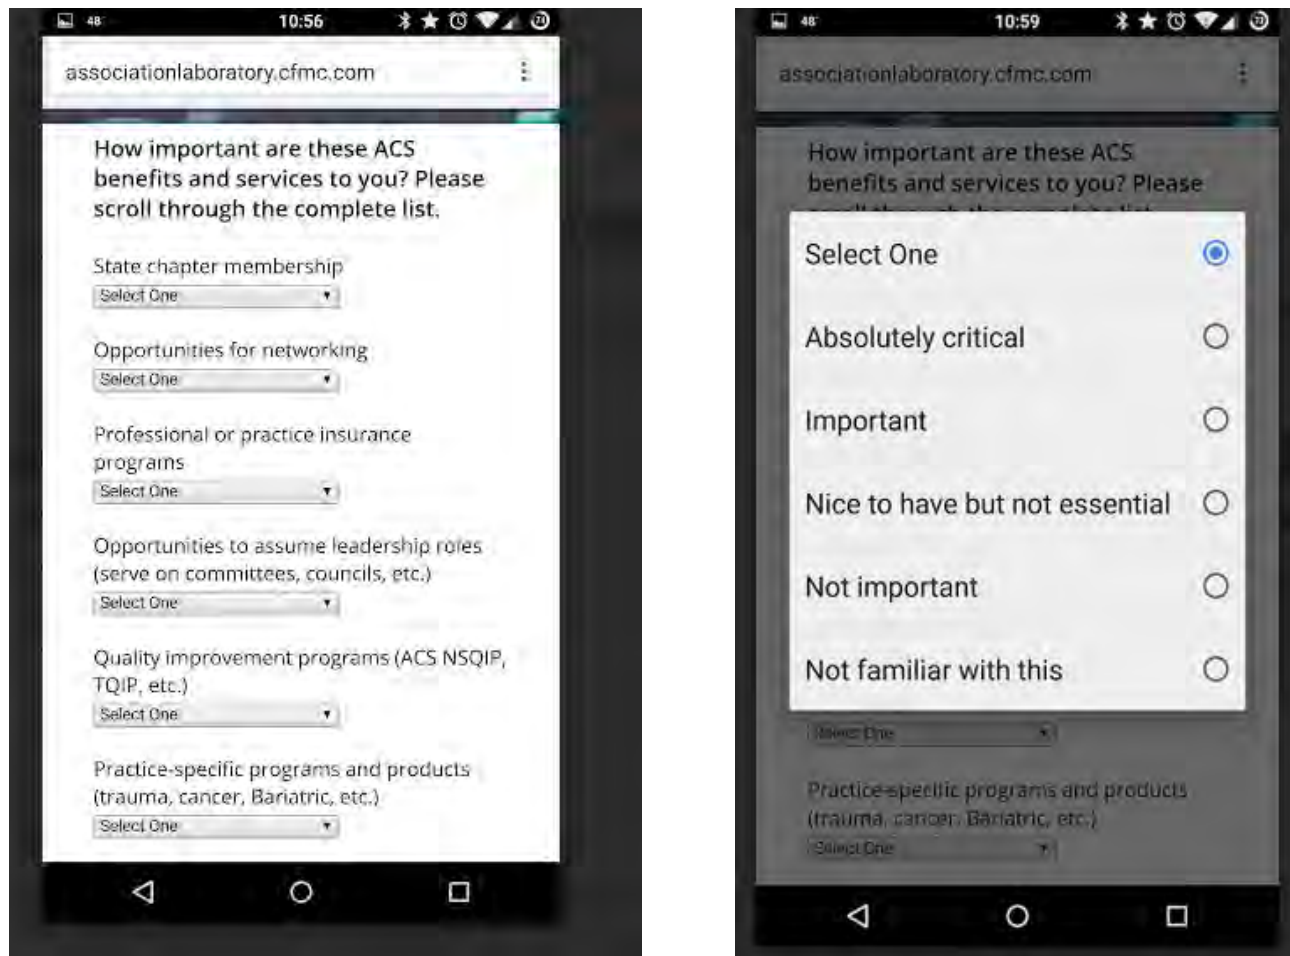 48°
10:56
74
associationlaboratory.cfmc.com
How important are these ACS
benefits and services to you? Please
scroll through the complete list.
State chapter membership
Select One
Opportunities for networking
Select One
Professional or practice insurance
programs
Select One
Opportunities to assume leadership roles
(serve on committees, councils, etc.)
Select One
Quality improvement programs (ACS NSQIP,
TQIP, etc.)
Select One
Practice-specific programs and products
(trauma, cancer, Bariatric, etc.)
Select One
48°
10:59
associationlaboratory.cfmc.com
How important are these ACS
benefits and services to you? Please
scroll through the complete list.
Select One
Absolutely critical
Important
Nice to have but not essential
Not important
Not familiar with this
Select One
Practice-specific programs and products
(trauma, cancer, Bariatric, etc.)
Select One